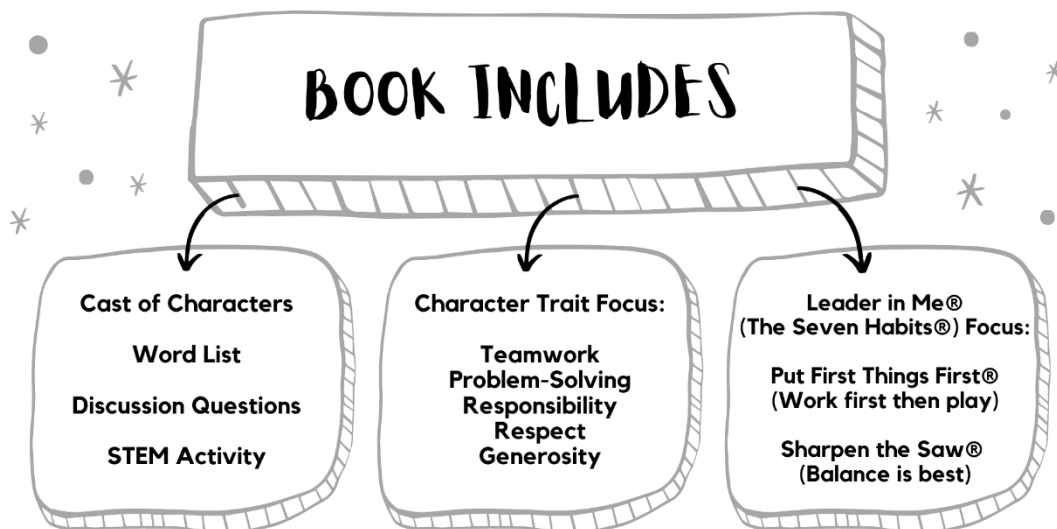 BOOK INCLUDES
Cast of Characters
Word List
Discussion Questions
STEM Activity
Character Trait Focus:
Teamwork
Problem-Solving
Responsibility
Respect
Generosity
Leader in Me®
(The Seven Habits®) Focus:
Put First Things First®
(Work first then play)
Sharpen the Saw®
(Balance is best)